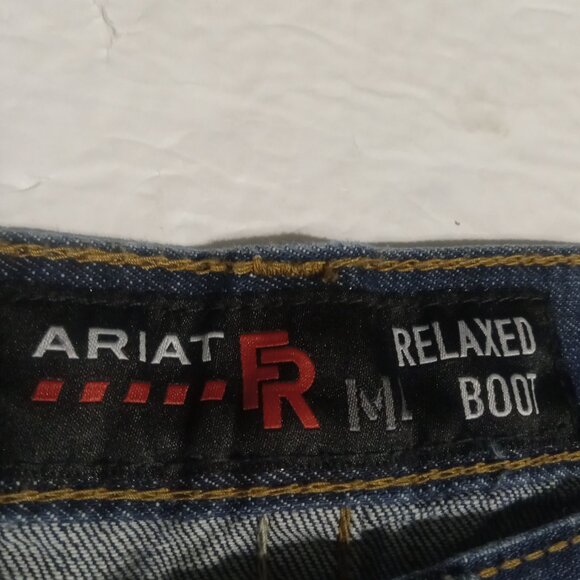 ARIAT FR
M
RELAXED
BOOT